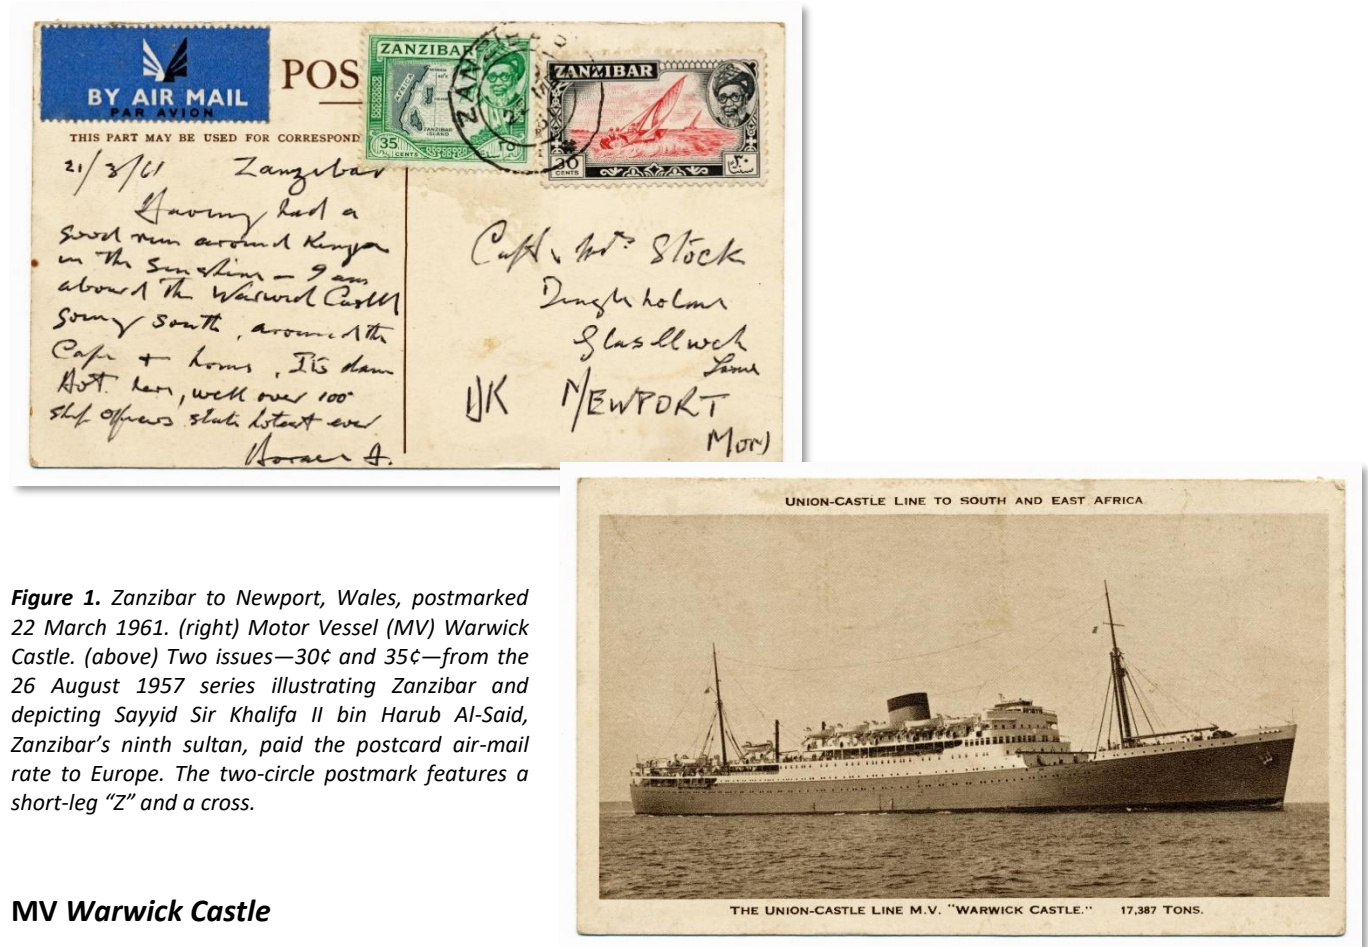 BY AIR MAIL
PAR AVION
POS
THIS PART MAY BE USED FOR CORRESPOND
ZANZIBAR
AFRICA
ZANZIBAR
ISLAND
35
CENTS
ZANZIBAR
30
CENTS
٣٠
21/3/61 Zanzibar
Having had a
good run around Kenya
in the sunshine – 9 am
aboard the Warwick Castle
going south, around the
Cape + home. Its dam
Hot here, well over 100°
ship officers state hotest ever
Horace A.
Capt. Mrs Stock
Glasllwch
UK NEWPORT
Mon
UNION-CASTLE LINE TO SOUTH AND EAST AFRICA
THE UNION-CASTLE LINE M.V. "WARWICK CASTLE." 17,387 TONS.
Figure 1. Zanzibar to Newport, Wales, postmarked
22 March 1961. (right) Motor Vessel (MV) Warwick
Castle. (above) Two issues—30¢ and 35¢—from the
26 August 1957 series illustrating Zanzibar and
depicting Sayyid Sir Khalifa II bin Harub Al-Said,
Zanzibar's ninth sultan, paid the postcard air-mail
rate to Europe. The two-circle postmark features a
short-leg "Z" and a cross.
MV Warwick Castle